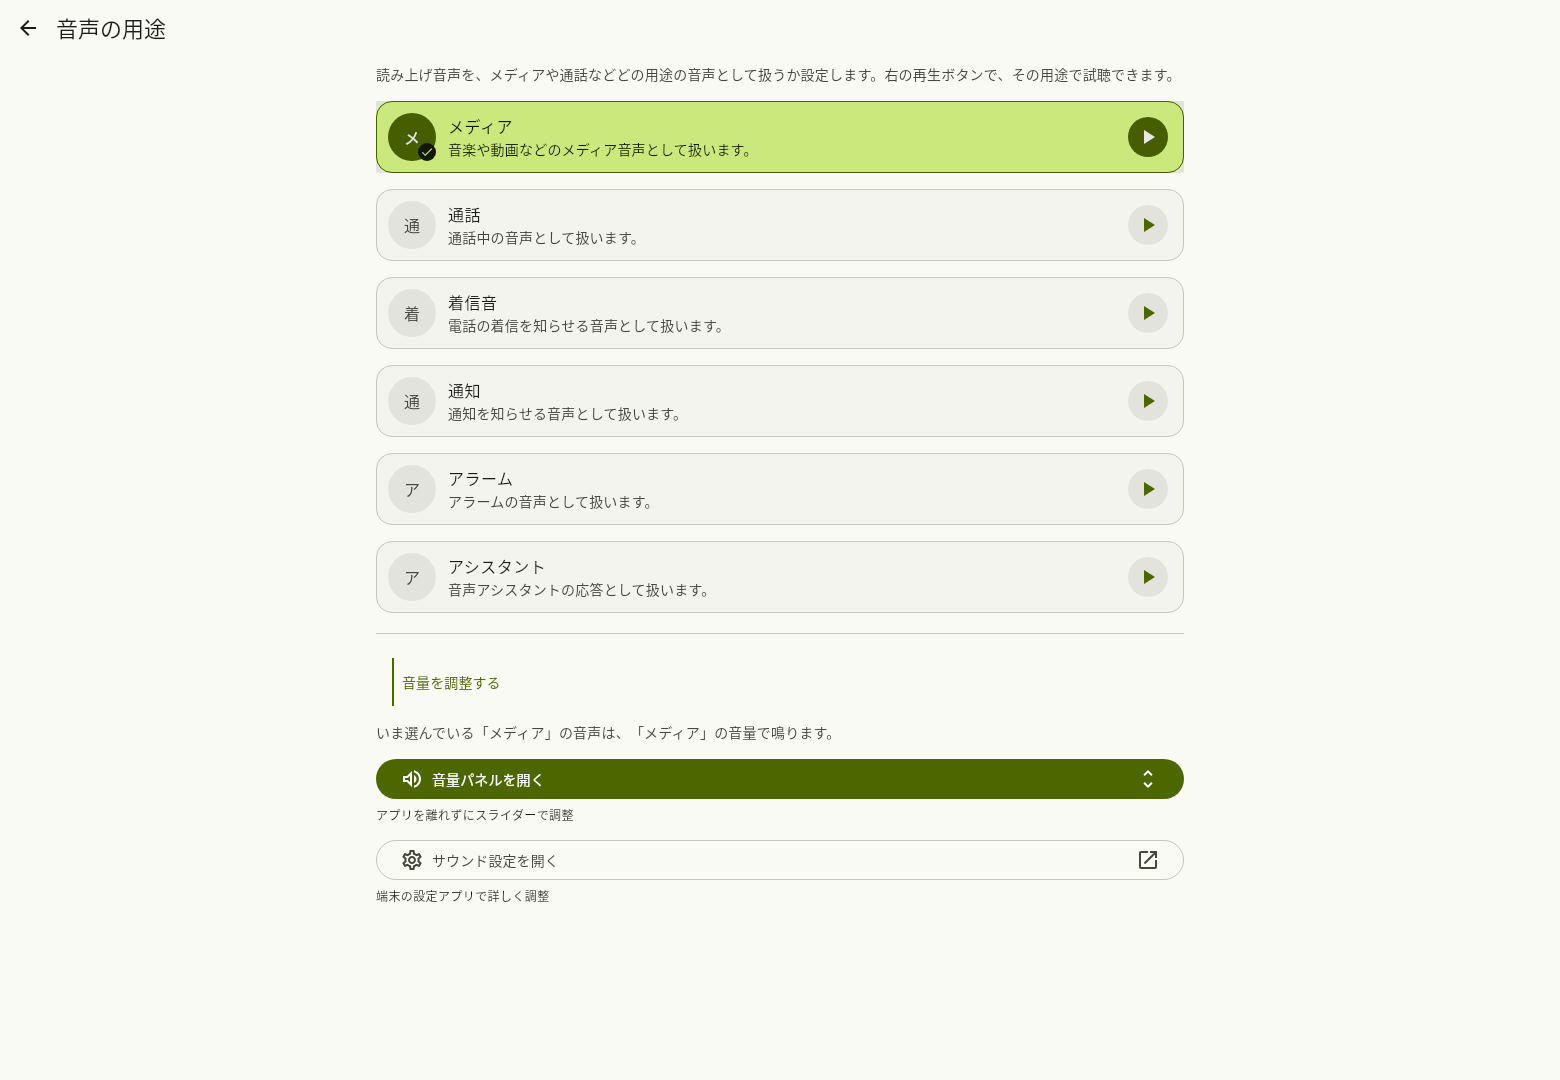 音声の用途
読み上げ音声を、メディアや通話などどの用途の音声として扱うか設定します。右の再生ボタンで、その用途で試聴できます。
メ
メディア
音楽や動画などのメディア音声として扱います。
通
通話
通話中の音声として扱います。
着
着信音
電話の着信を知らせる音声として扱います。
通
通知
通知を知らせる音声として扱います。
ア
アラーム
アラームの音声として扱います。
ア
アシスタント
音声アシスタントの応答として扱います。
音量を調整する
いま選んでいる「メディア」の音声は、「メディア」の音量で鳴ります。
音量パネルを開く
アプリを離れずにスライダーで調整
サウンド設定を開く
端末の設定アプリで詳しく調整